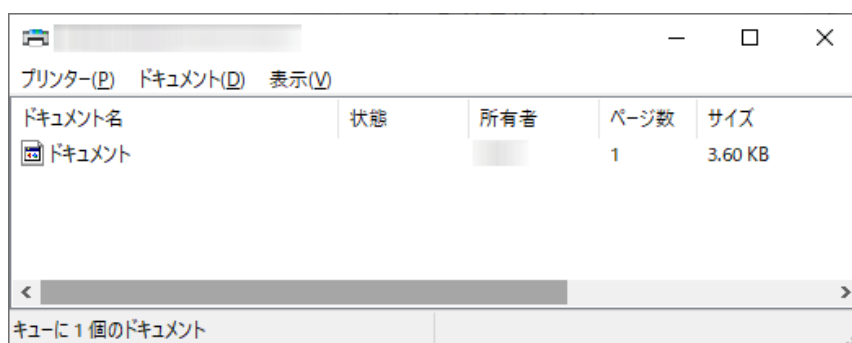 プリンター(P) ドキュメント(D) 表示(V)
ドキュメント名 状態 所有者 ページ数 サイズ
ドキュメント 1 3.60 KB
キューに 1 個のドキュメント